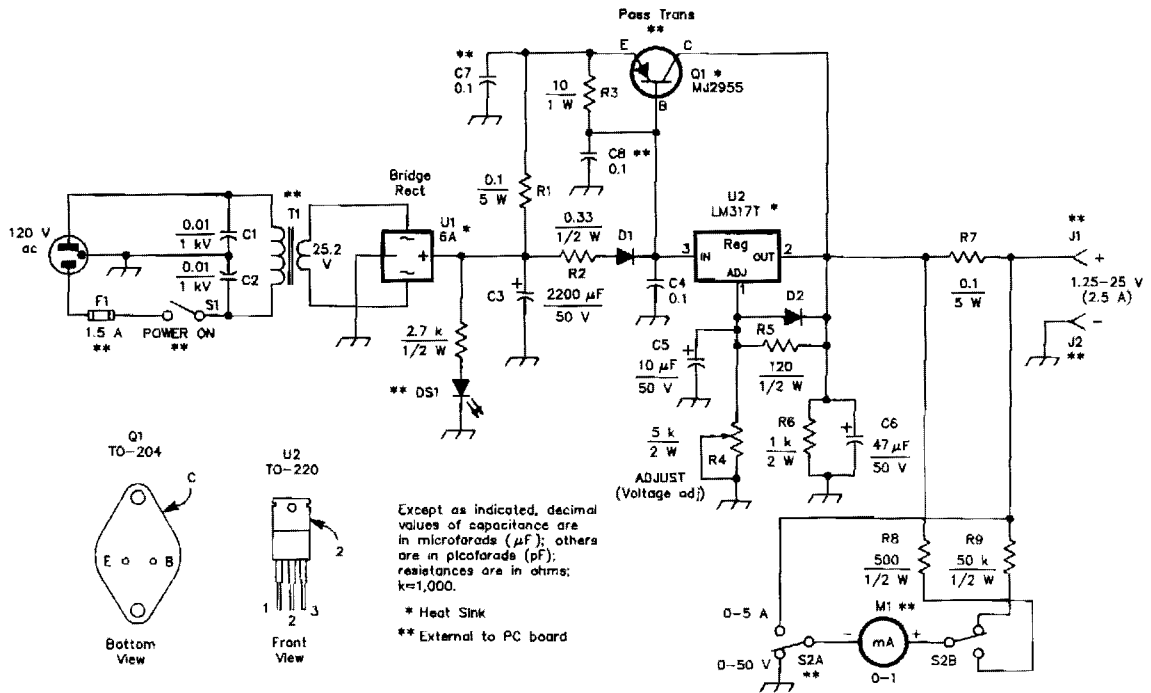 Pass Trans
**
E
C
**
C7
0.1
Q1 *
MJ2955
10
1 W
R3
B
C8 **
0.1
0.1
5 W
R1
Bridge
Rect
U2
LM317T *
**
T1
U1 *
6A
0.33
1/2 W
D1
R2
120 V
ac
0.01
1 kV
C1
0.01
1 kV
C2
25.2
V
~
+
~
3
IN
Reg
OUT
2
ADJ
1
R7
0.1
5 W
**
J1
+
1.25-25 V
(2.5 A)
-
J2
**
F1
1.5 A
**
S1
POWER ON
**
C3
+
2200 µF
50 V
C4
0.1
D2
2.7 k
1/2 W
** DS1
C5
+
10 µF
50 V
R5
120
1/2 W
5 k
2 W
R4
ADJUST
(Voltage adj)
R6
1 k
2 W
C6
+
47 µF
50 V
Q1
TO-204
C
E
B
Bottom
View
U2
TO-220
2
1
2
3
Front
View
Except as indicated, decimal
values of capacitance are
in microfarads (µF); others
are in picofarads (pF);
resistances are in ohms;
k=1,000.
* Heat Sink
** External to PC board
R8
500
1/2 W
R9
50 k
1/2 W
0-5 A
0-50 V
S2A
**
M1 **
-
mA
+
0-1
S2B